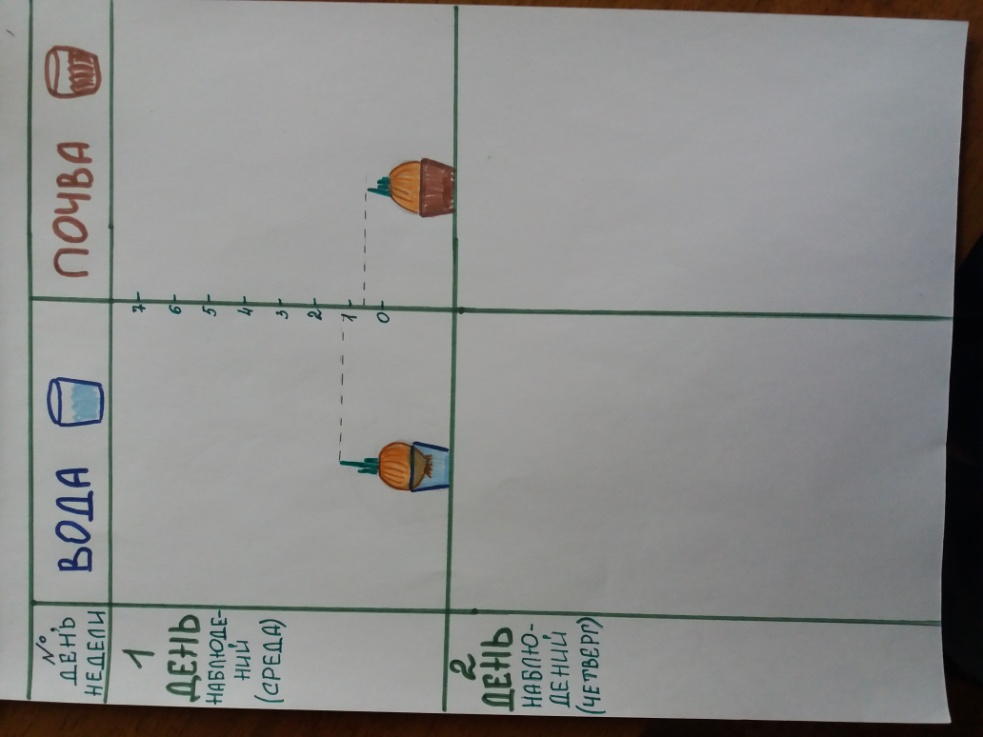 №
ДЕНЬ
НЕДЕЛИ
ВОДА
ПОЧВА
1
ДЕНЬ
НАБЛЮДЕ-
НИЙ
(СРЕДА)
7
6
5
4
3
2
1
0
2
ДЕНЬ
НАБЛЮ-
ДЕНИЙ
(ЧЕТВЕРГ)